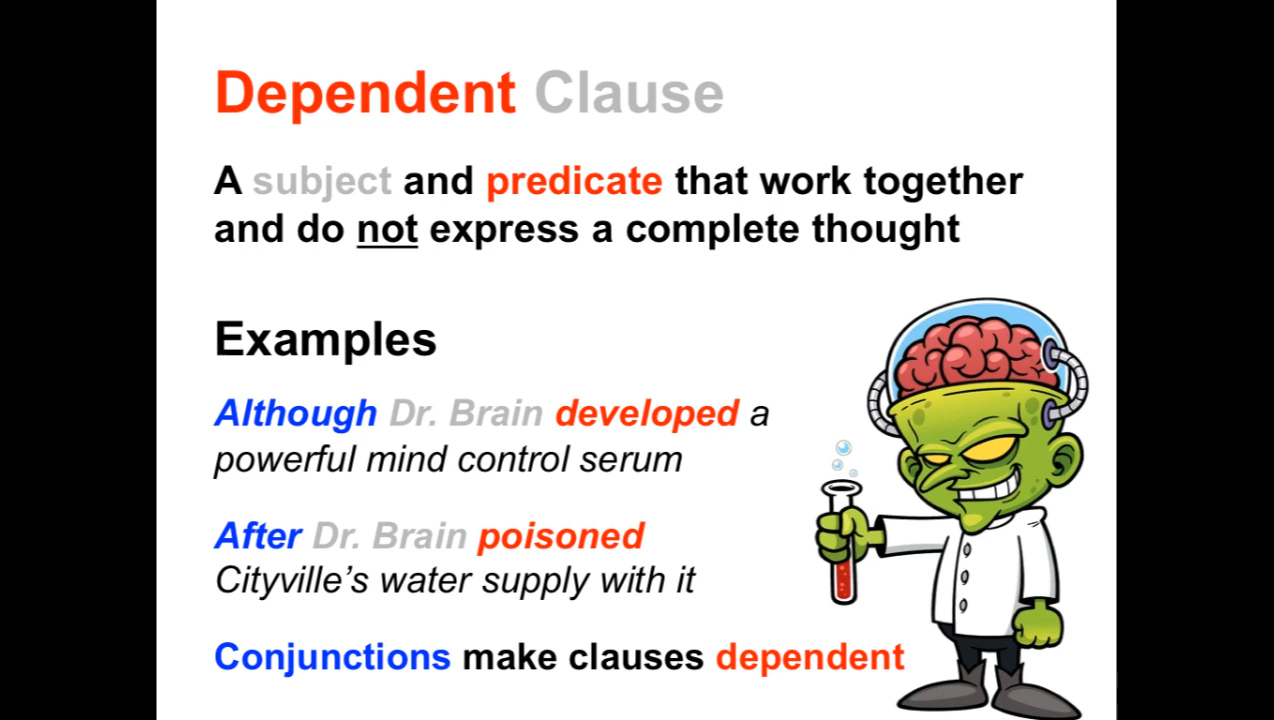 Dependent Clause
A subject and predicate that work together
and do not express a complete thought
Examples
Although Dr. Brain developed a
powerful mind control serum
After Dr. Brain poisoned
Cityville’s water supply with it
Conjunctions make clauses dependent